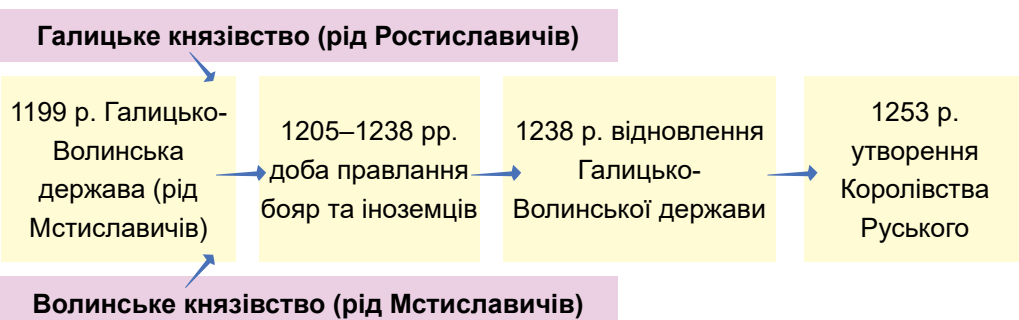 Галицьке князівство (рід Ростиславичів)
1199 р. Галицько-
Волинська
держава (рід
Мстиславичів)
1205–1238 рр.
доба правлання
бояр та іноземців
1238 р. відновлення
Галицько-
Волинської держави
1253 р.
утворення
Королівства
Руського
Волинське князівство (рід Мстиславичів)